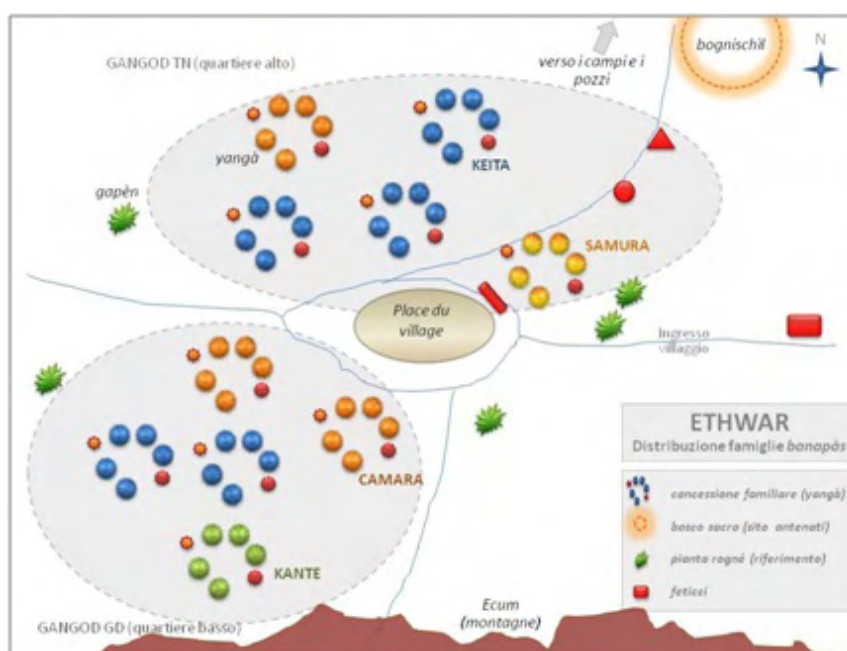 bognischïl
N
verso i campi e i
pozzi
GANGOD TN (quartiere alto)
yangà
KEITA
gapèn
SAMURA
Place du
village
Ingresso
villaggio
CAMARA
KANTE
Ecum
(montagne)
GANGOD GD (quartiere basso)
ETHWAR
Distribuzione famiglie banapàs
concessione familiare (yangà)
bosco sacro (sito antenati)
pianta rogné (riferimento)
feticci